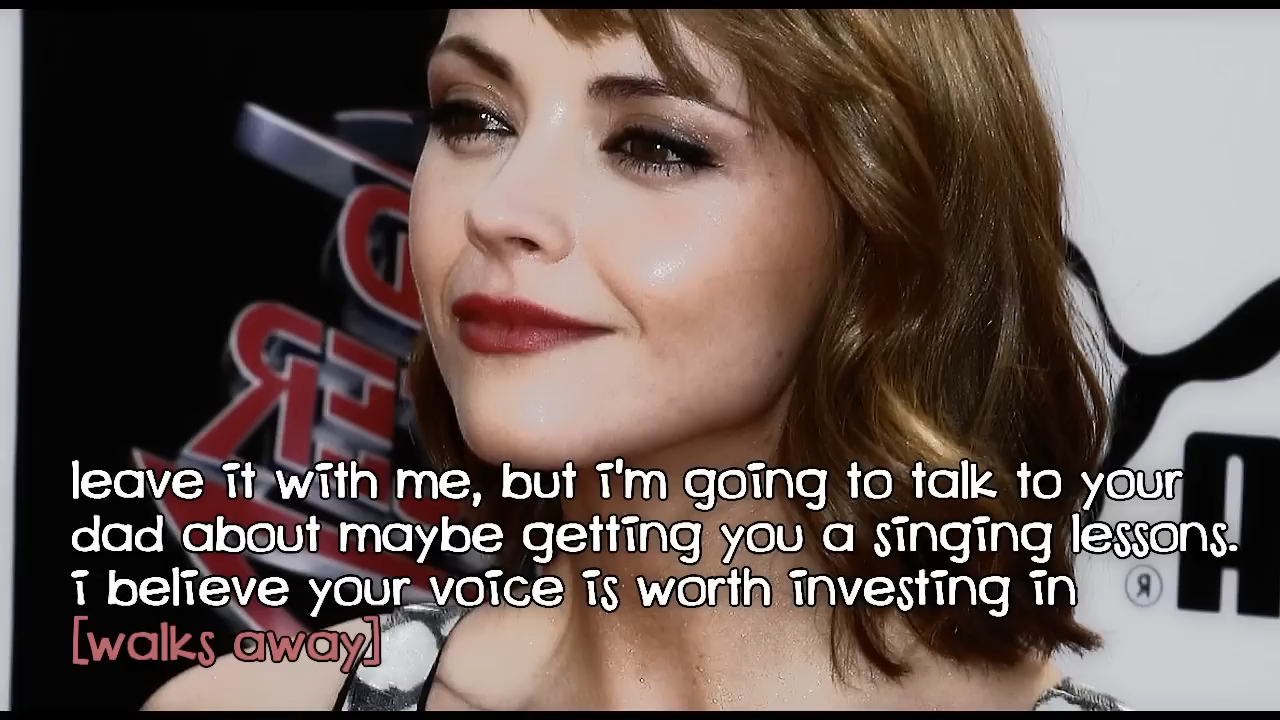 leave it with me, but i'm going to talk to your
dad about maybe getting you a singing lessons.
i believe your voice is worth investing in
[walks away]